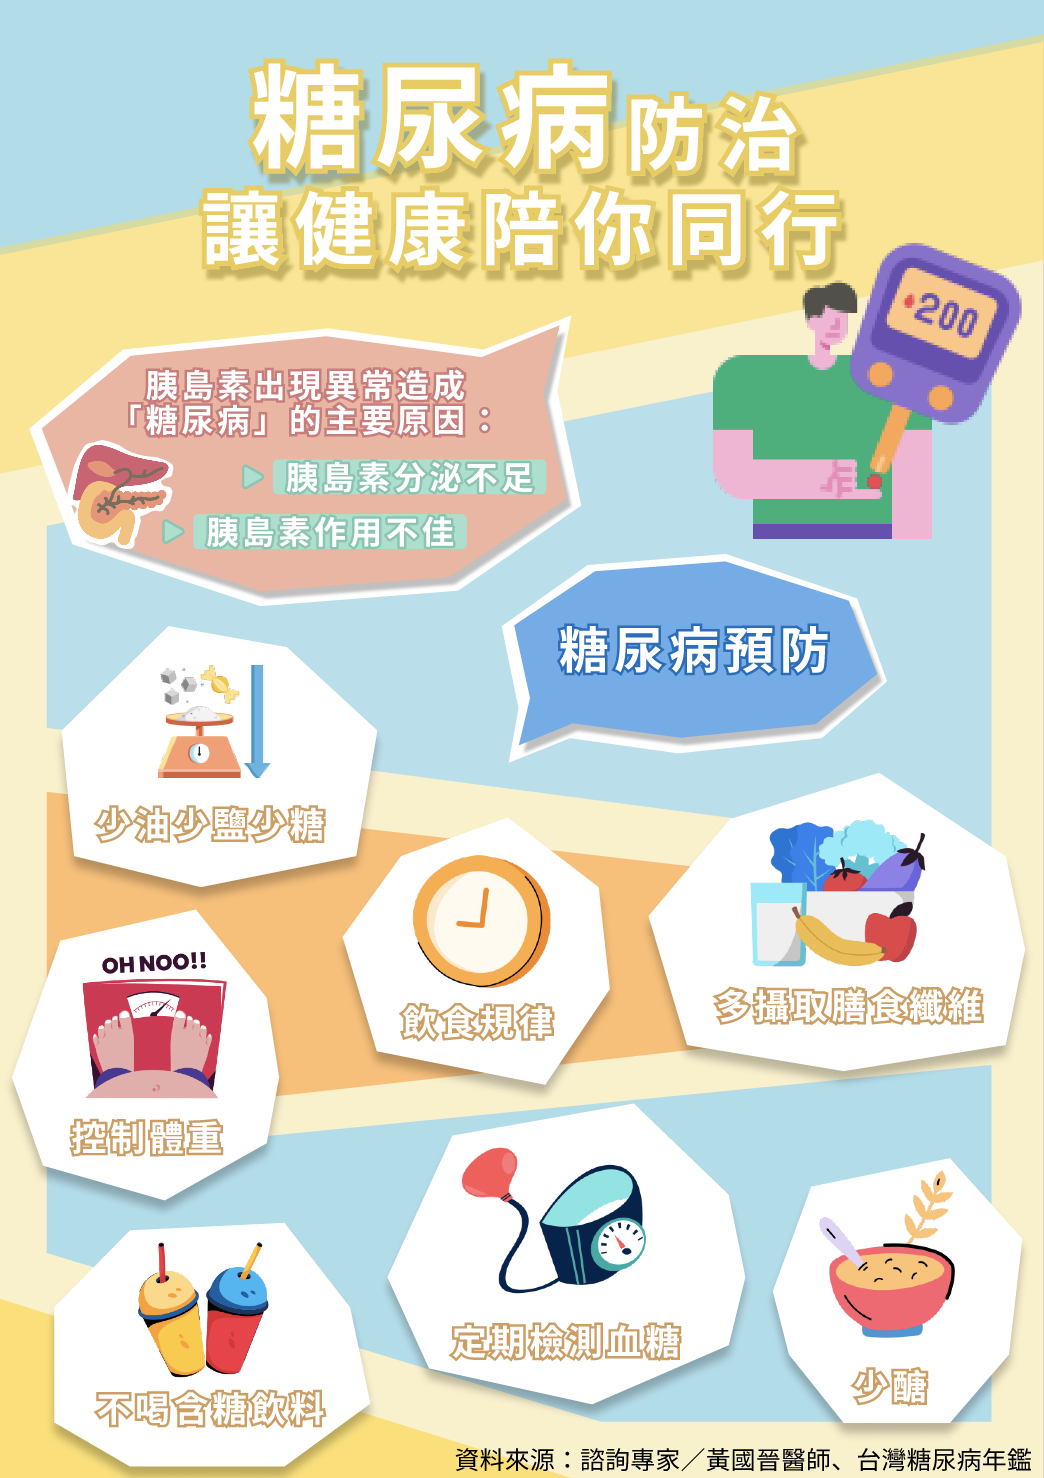 糖尿病防治
讓健康陪你同行
200
胰島素出現異常造成
「糖尿病」的主要原因：
胰島素分泌不足
胰島素作用不佳
糖尿病預防
少油少鹽少糖
飲食規律
多攝取膳食纖維
OH NOO!!
控制體重
定期檢測血糖
少醣
不喝含糖飲料
資料來源：諮詢專家／黃國晉醫師、台灣糖尿病年鑑